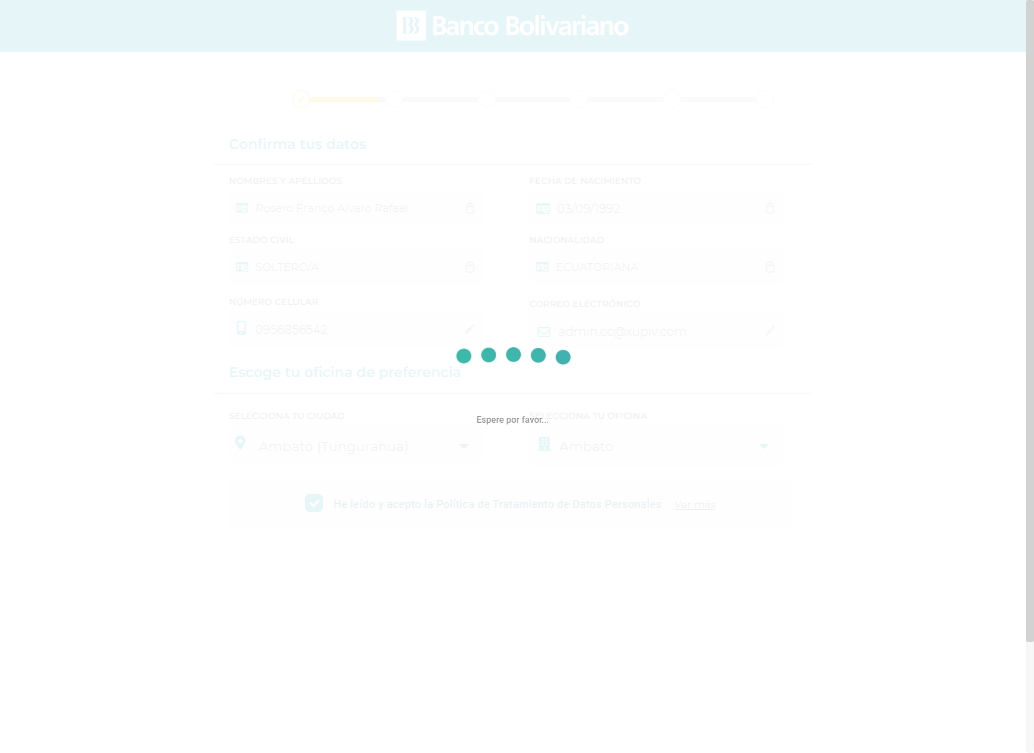 Banco Bolivariano
Confirma tus datos
NOMBRES Y APELLIDOS
FECHA DE NACIMIENTO
Rosero Franco Alvaro Rafael
03/09/1992
ESTADO CIVIL
NACIONALIDAD
SOLTERO/A
ECUATORIANA
NÚMERO CELULAR
CORREO ELECTRÓNICO
0956856542
admin.cc@xupiv.com
Escoge tu oficina de preferencia
SELECCIONA TU CIUDAD
SELECCIONA TU OFICINA
Espere por favor...
Ambato (Tungurahua)
Ambato
He leído y acepto la Política de Tratamiento de Datos Personales Ver más